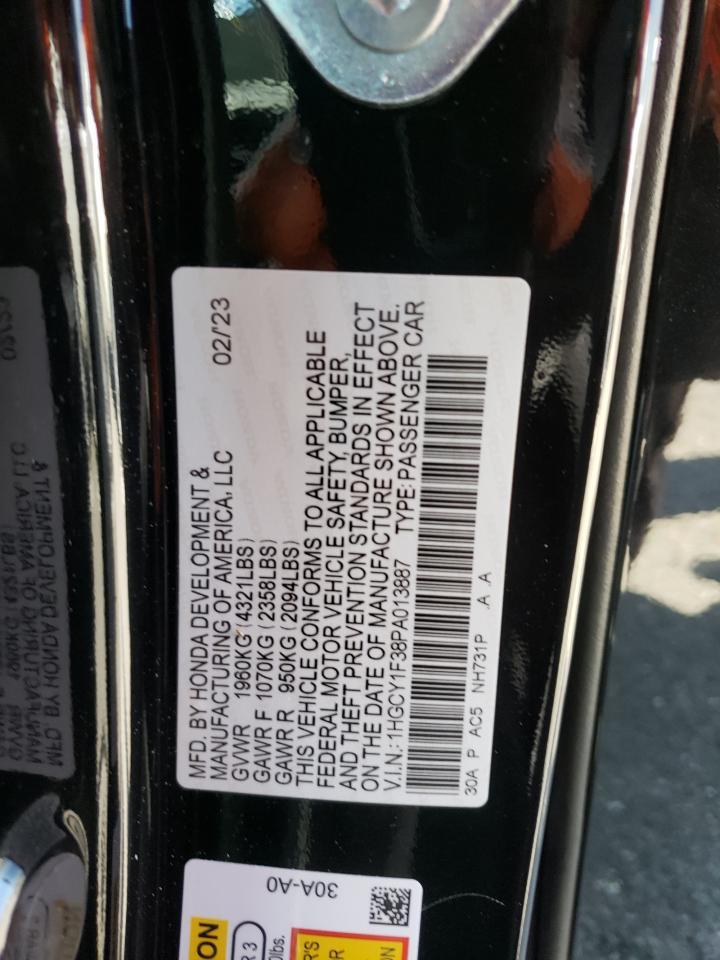 MFD. BY HONDA DEVELOPMENT &
MANUFACTURING OF AMERICA, LLC 02/'23
GVWR 1960KG (4321LBS)
GAWR F 1070KG (2358LBS)
GAWR R 950KG (2094LBS)
THIS VEHICLE CONFORMS TO ALL APPLICABLE
FEDERAL MOTOR VEHICLE SAFETY, BUMPER,
AND THEFT PREVENTION STANDARDS IN EFFECT
ON THE DATE OF MANUFACTURE SHOWN ABOVE.
V.I.N.:1HGCY1F38PA013887 TYPE:PASSENGER CAR
30A P AC5 NH731P .A .A
30A-A0